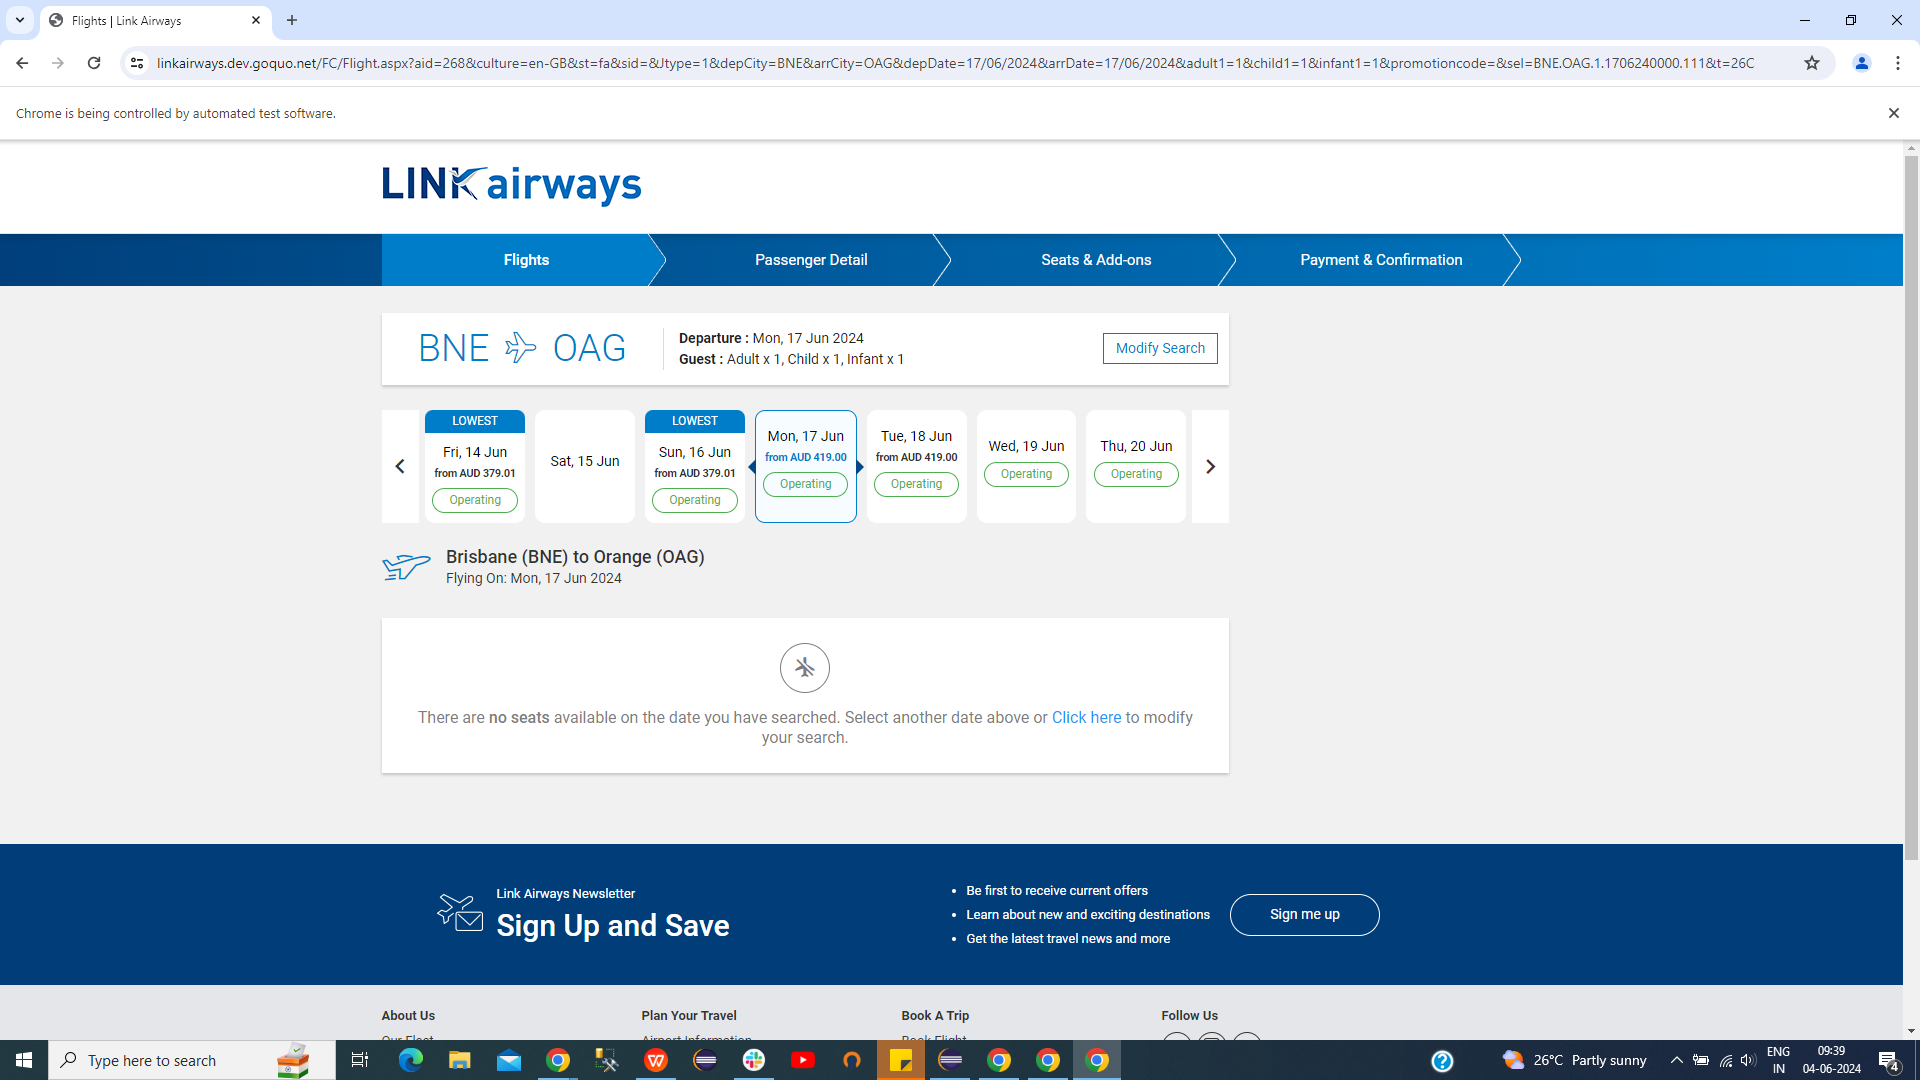 Flights | Link Airways
linkairways.dev.goquo.net/FC/Flight.aspx?aid=268&culture=en-GB&st=fa&sid=&Jtype=1&depCity=BNE&arrCity=OAG&depDate=17/06/2024&arrDate=17/06/2024&adult1=1&child1=1&infant1=1&promotioncode=&sel=BNE.OAG.1.1706240000.111&t=26C
Chrome is being controlled by automated test software.
LINK airways
Flights
Passenger Detail
Seats & Add-ons
Payment & Confirmation
BNE OAG
Departure : Mon, 17 Jun 2024
Guest : Adult x 1, Child x 1, Infant x 1
Modify Search
LOWEST
Fri, 14 Jun
from AUD 379.01
Operating
Sat, 15 Jun
LOWEST
Sun, 16 Jun
from AUD 379.01
Operating
Mon, 17 Jun
from AUD 419.00
Operating
Tue, 18 Jun
from AUD 419.00
Operating
Wed, 19 Jun
Operating
Thu, 20 Jun
Operating
Brisbane (BNE) to Orange (OAG)
Flying On: Mon, 17 Jun 2024
There are no seats available on the date you have searched. Select another date above or Click here to modify
your search.
Link Airways Newsletter
Sign Up and Save
• Be first to receive current offers
• Learn about new and exciting destinations
• Get the latest travel news and more
Sign me up
About Us
Plan Your Travel
Book A Trip
Follow Us
Our Fleet
Airport Information
Book Flight
Type here to search
26°C Partly sunny
ENG
IN
09:39
04-06-2024
4